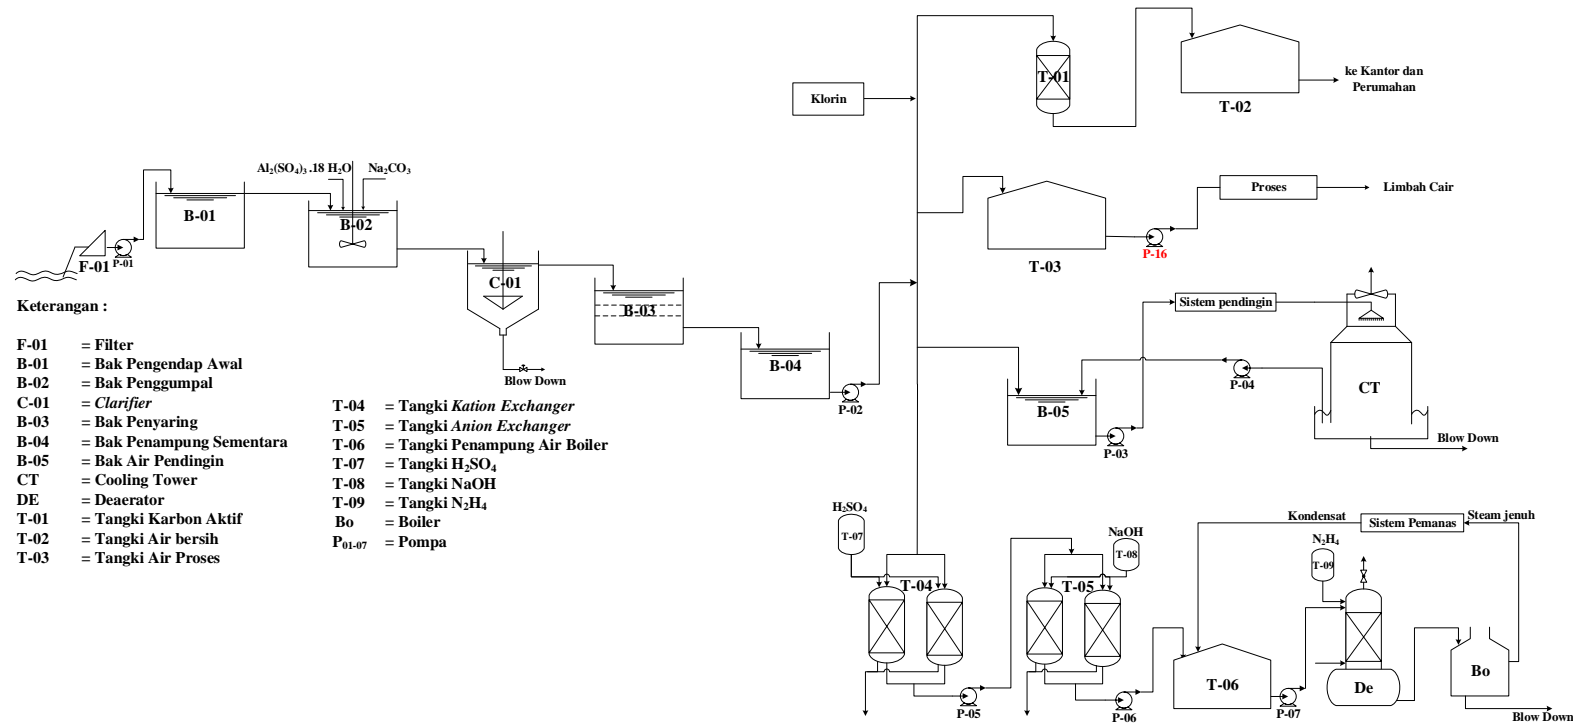 T-01
T-02
ke Kantor dan
Perumahan
Klorin
Al₂(SO₄)₃ .18 H₂O
Na₂CO₃
B-01
B-02
F-01
P-01
C-01
Blow Down
B-03
B-04
P-02
T-03
P-16
Proses
Limbah Cair
Sistem pendingin
B-05
P-03
P-04
CT
Blow Down
Keterangan :
F-01 = Filter
B-01 = Bak Pengendap Awal
B-02 = Bak Penggumpal
C-01 = Clarifier
B-03 = Bak Penyaring
B-04 = Bak Penampung Sementara
B-05 = Bak Air Pendingin
CT = Cooling Tower
DE = Deaerator
T-01 = Tangki Karbon Aktif
T-02 = Tangki Air bersih
T-03 = Tangki Air Proses
T-04 = Tangki Kation Exchanger
T-05 = Tangki Anion Exchanger
T-06 = Tangki Penampung Air Boiler
T-07 = Tangki H₂SO₄
T-08 = Tangki NaOH
T-09 = Tangki N₂H₄
Bo = Boiler
P₀₁₋₀₇ = Pompa
H₂SO₄
T-07
T-04
P-05
NaOH
T-08
T-05
P-06
Kondensat
Sistem Pemanas
Steam jenuh
N₂H₄
T-09
T-06
P-07
De
Bo
Blow Down